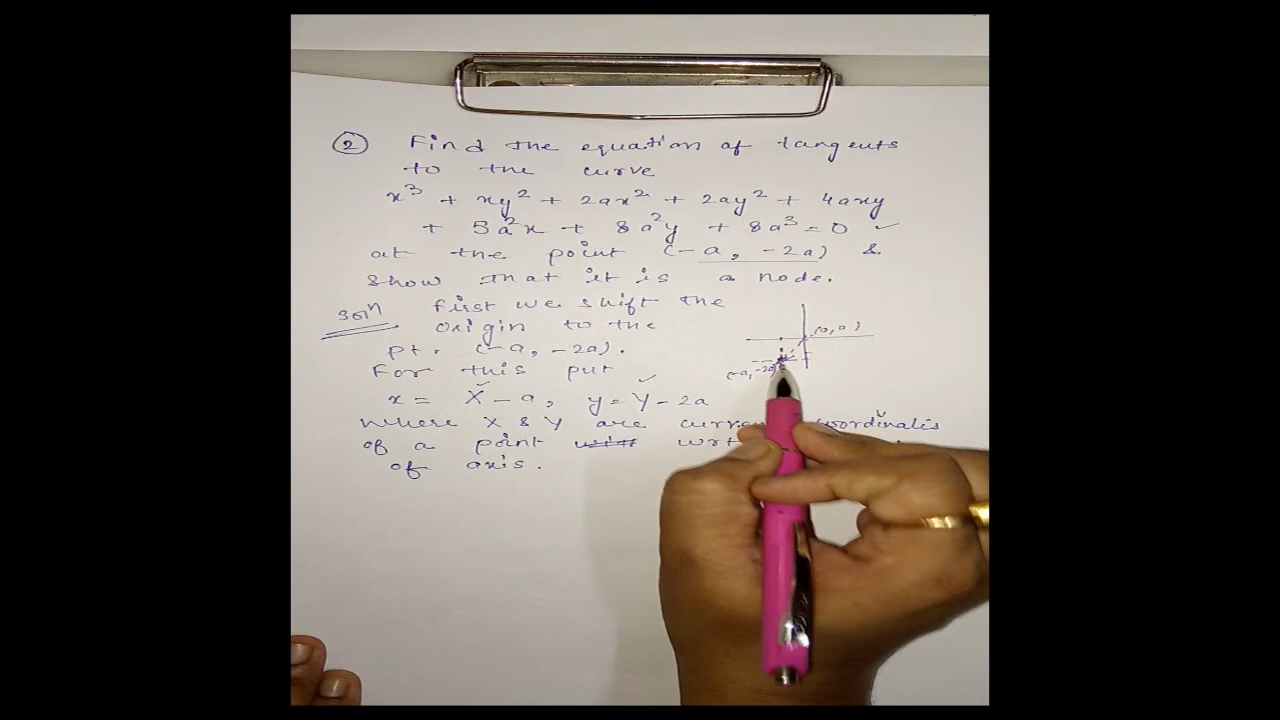 ② Find the equation of tangents
to the curve
x³ + xy² + 2ax² + 2ay² + 4axy
+ 5a²x + 8a²y + 8a³ = 0 ✓
at the point (-a, -2a) &
show that it is a node.
Solⁿ First we shift the
origin to the
pt. (-a, -2a).
(0,0)
(-a, -2a)
For this put
x = X - a, y = Y - 2a
where X & Y are current coordinates
of a point wrt
of axis.